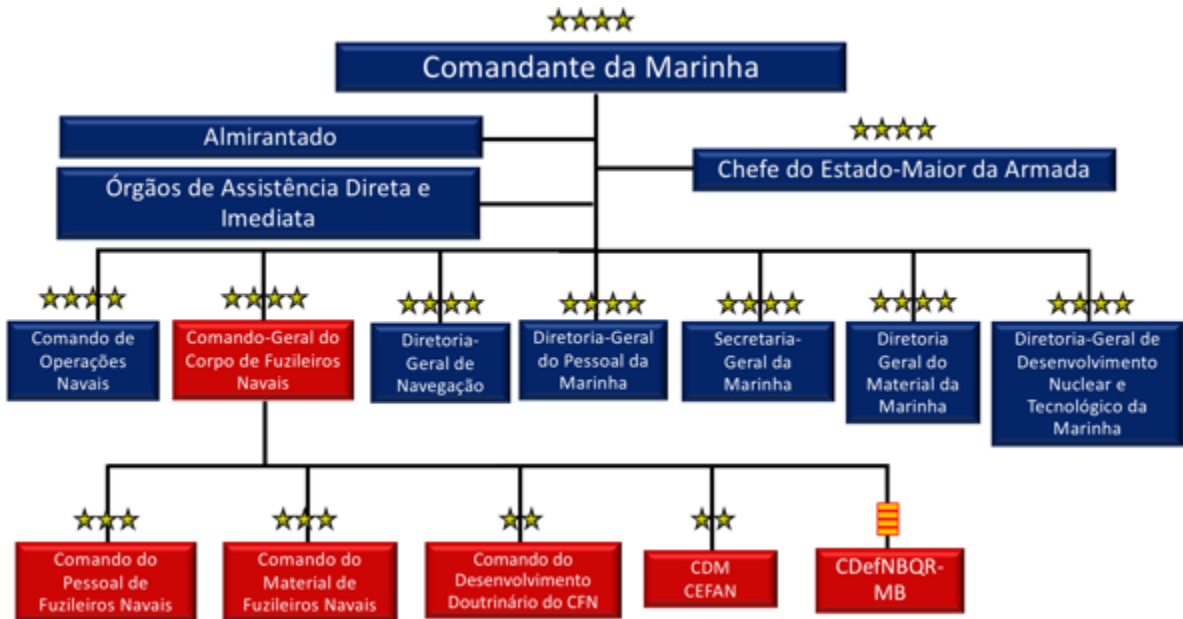 Comandante da Marinha
Almirantado
Chefe do Estado-Maior da Armada
Órgãos de Assistência Direta e
Imediata
Comando de
Operações
Navais
Comando-Geral do
Corpo de Fuzileiros
Navais
Diretoria-
Geral de
Navegação
Diretoria-Geral
do Pessoal da
Marinha
Secretaria-
Geral da
Marinha
Diretoria
Geral do
Material da
Marinha
Diretoria-Geral de
Desenvolvimento
Nuclear e
Tecnológico da
Marinha
Comando do
Pessoal de
Fuzileiros Navais
Comando do
Material de
Fuzileiros Navais
Comando do
Desenvolvimento
Doutrinário do CFN
CDM
CEFAN
CDefNBQR-
MB